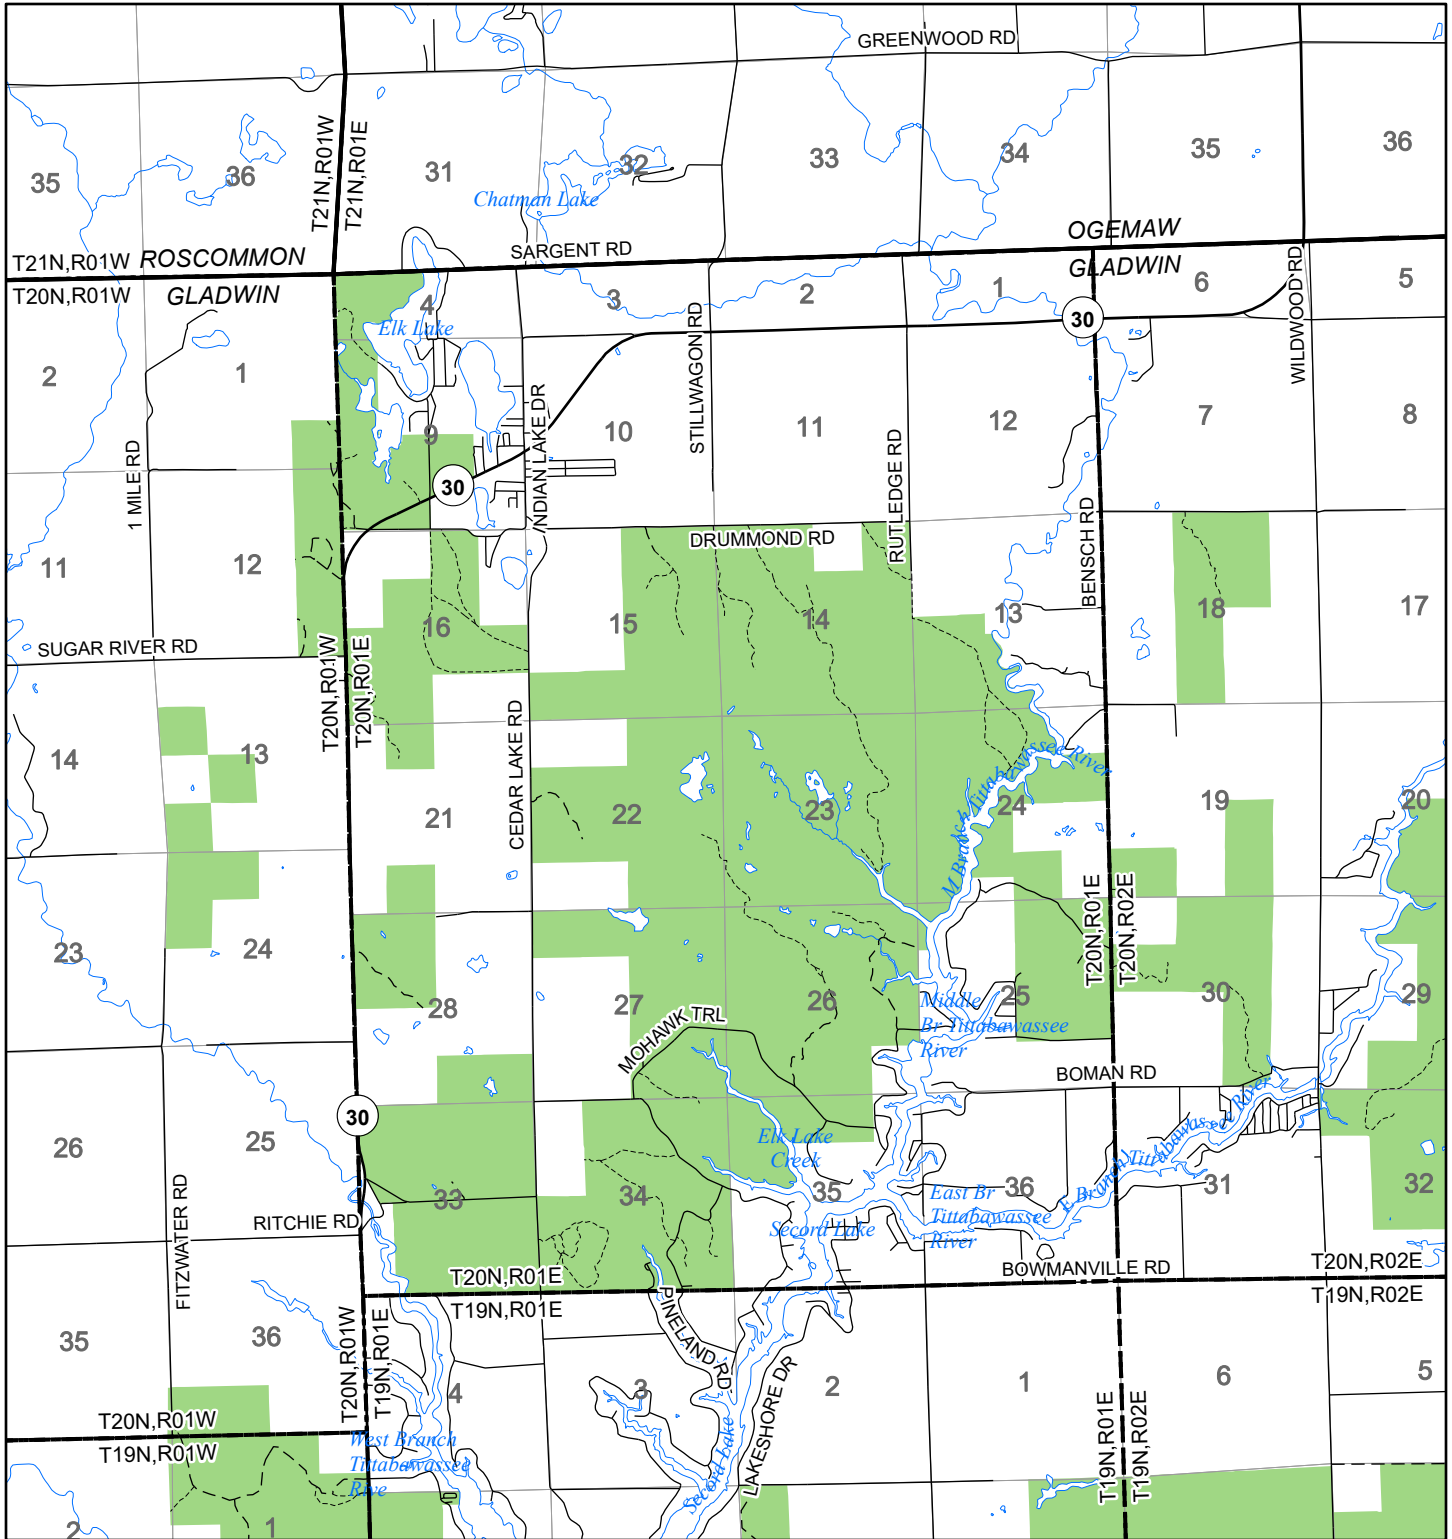 GREENWOOD RD
35
36
31
32
33
34
35
36
T21N,R01W
T21N,R01E
Chatman Lake
SARGENT RD
OGEMAW
GLADWIN
T21N,R01W
ROSCOMMON
T20N,R01W
GLADWIN
4
3
2
1
6
5
Elk Lake
30
STILLWAGON RD
WILDWOOD RD
2
1
9
10
11
12
7
8
1 MILE RD
30
INDIAN LAKE DR
RUTLEDGE RD
BENSCH RD
DRUMMOND RD
11
12
16
15
14
13
18
17
SUGAR RIVER RD
T20N,R01W
T20N,R01E
CEDAR LAKE RD
14
13
21
22
23
24
19
20
M Branch Tittabawassee River
T20N,R01E
T20N,R02E
23
24
28
27
26
25
30
29
Middle
Br Tittabawassee
River
MOHAWK TRL
BOMAN RD
30
26
25
33
34
35
36
31
32
Elk Lake
Creek
E Branch Tittabawassee River
East Br
Tittabawassee
River
Secord Lake
FITZWATER RD
RITCHIE RD
BOWMANVILLE RD
T20N,R01E
T19N,R01E
T20N,R02E
T19N,R02E
35
36
T20N,R01W
T19N,R01E
4
3
2
1
6
5
PINELAND RD
LAKESHORE DR
Secord Lake
T19N,R01E
T19N,R02E
T20N,R01W
T19N,R01W
West Branch
Tittabawassee
Rive
2
1